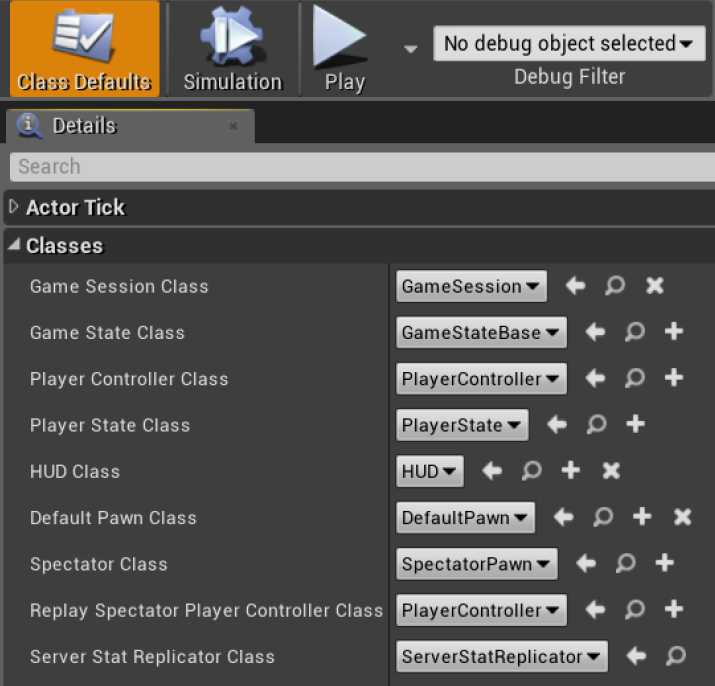 Class Defaults
Simulation
Play
No debug object selected
Debug Filter
Details
Search
Actor Tick
Classes
Game Session Class GameSession
Game State Class GameStateBase
Player Controller Class PlayerController
Player State Class PlayerState
HUD Class HUD
Default Pawn Class DefaultPawn
Spectator Class SpectatorPawn
Replay Spectator Player Controller Class PlayerController
Server Stat Replicator Class ServerStatReplicator